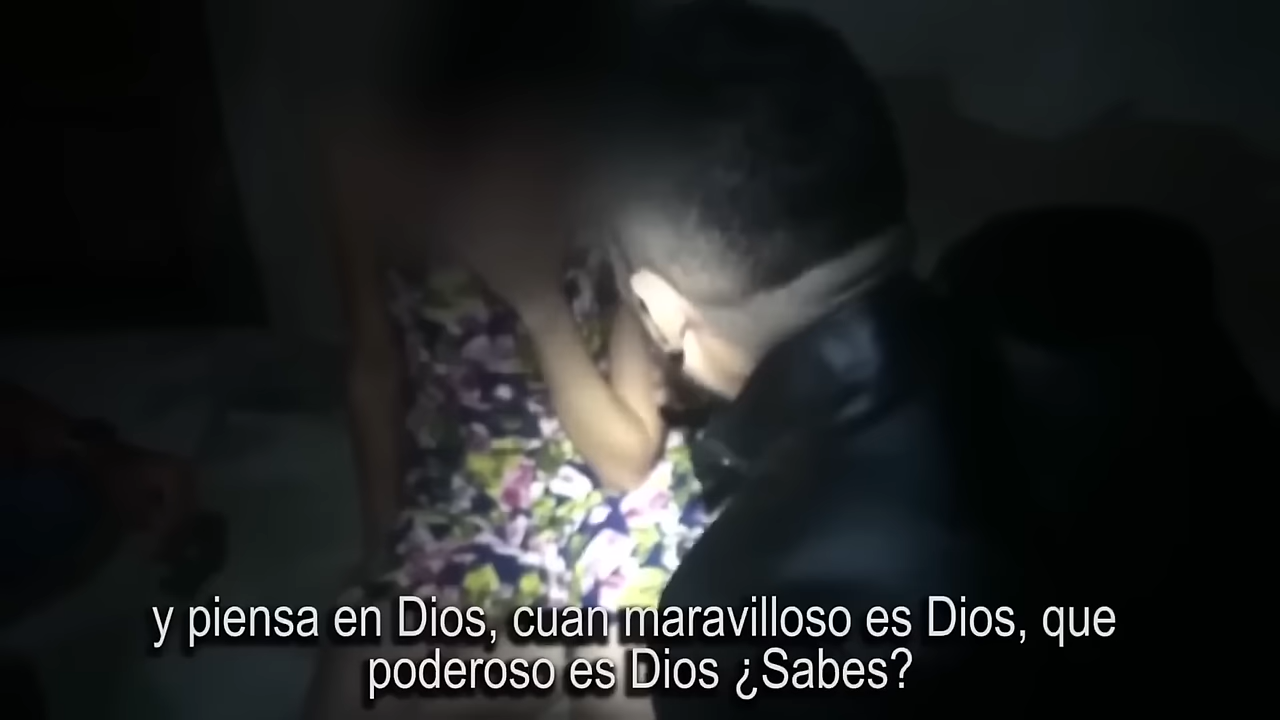 y piensa en Dios, cuan maravilloso es Dios, que
poderoso es Dios ¿Sabes?